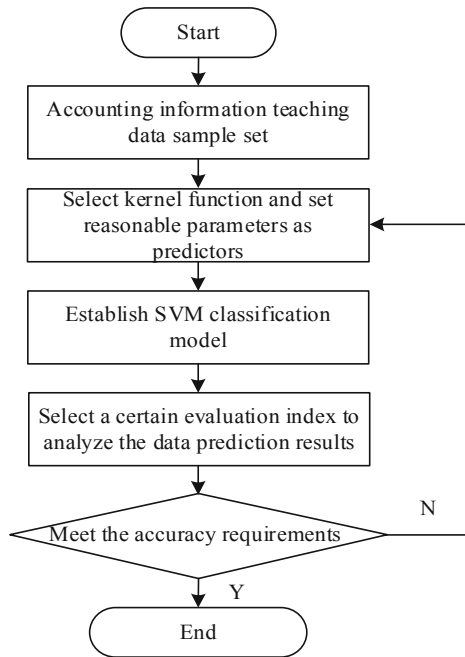 Start
Accounting information teaching
data sample set
Select kernel function and set
reasonable parameters as
predictors
Establish SVM classification
model
Select a certain evaluation index to
analyze the data prediction results
Meet the accuracy requirements
N
Y
End